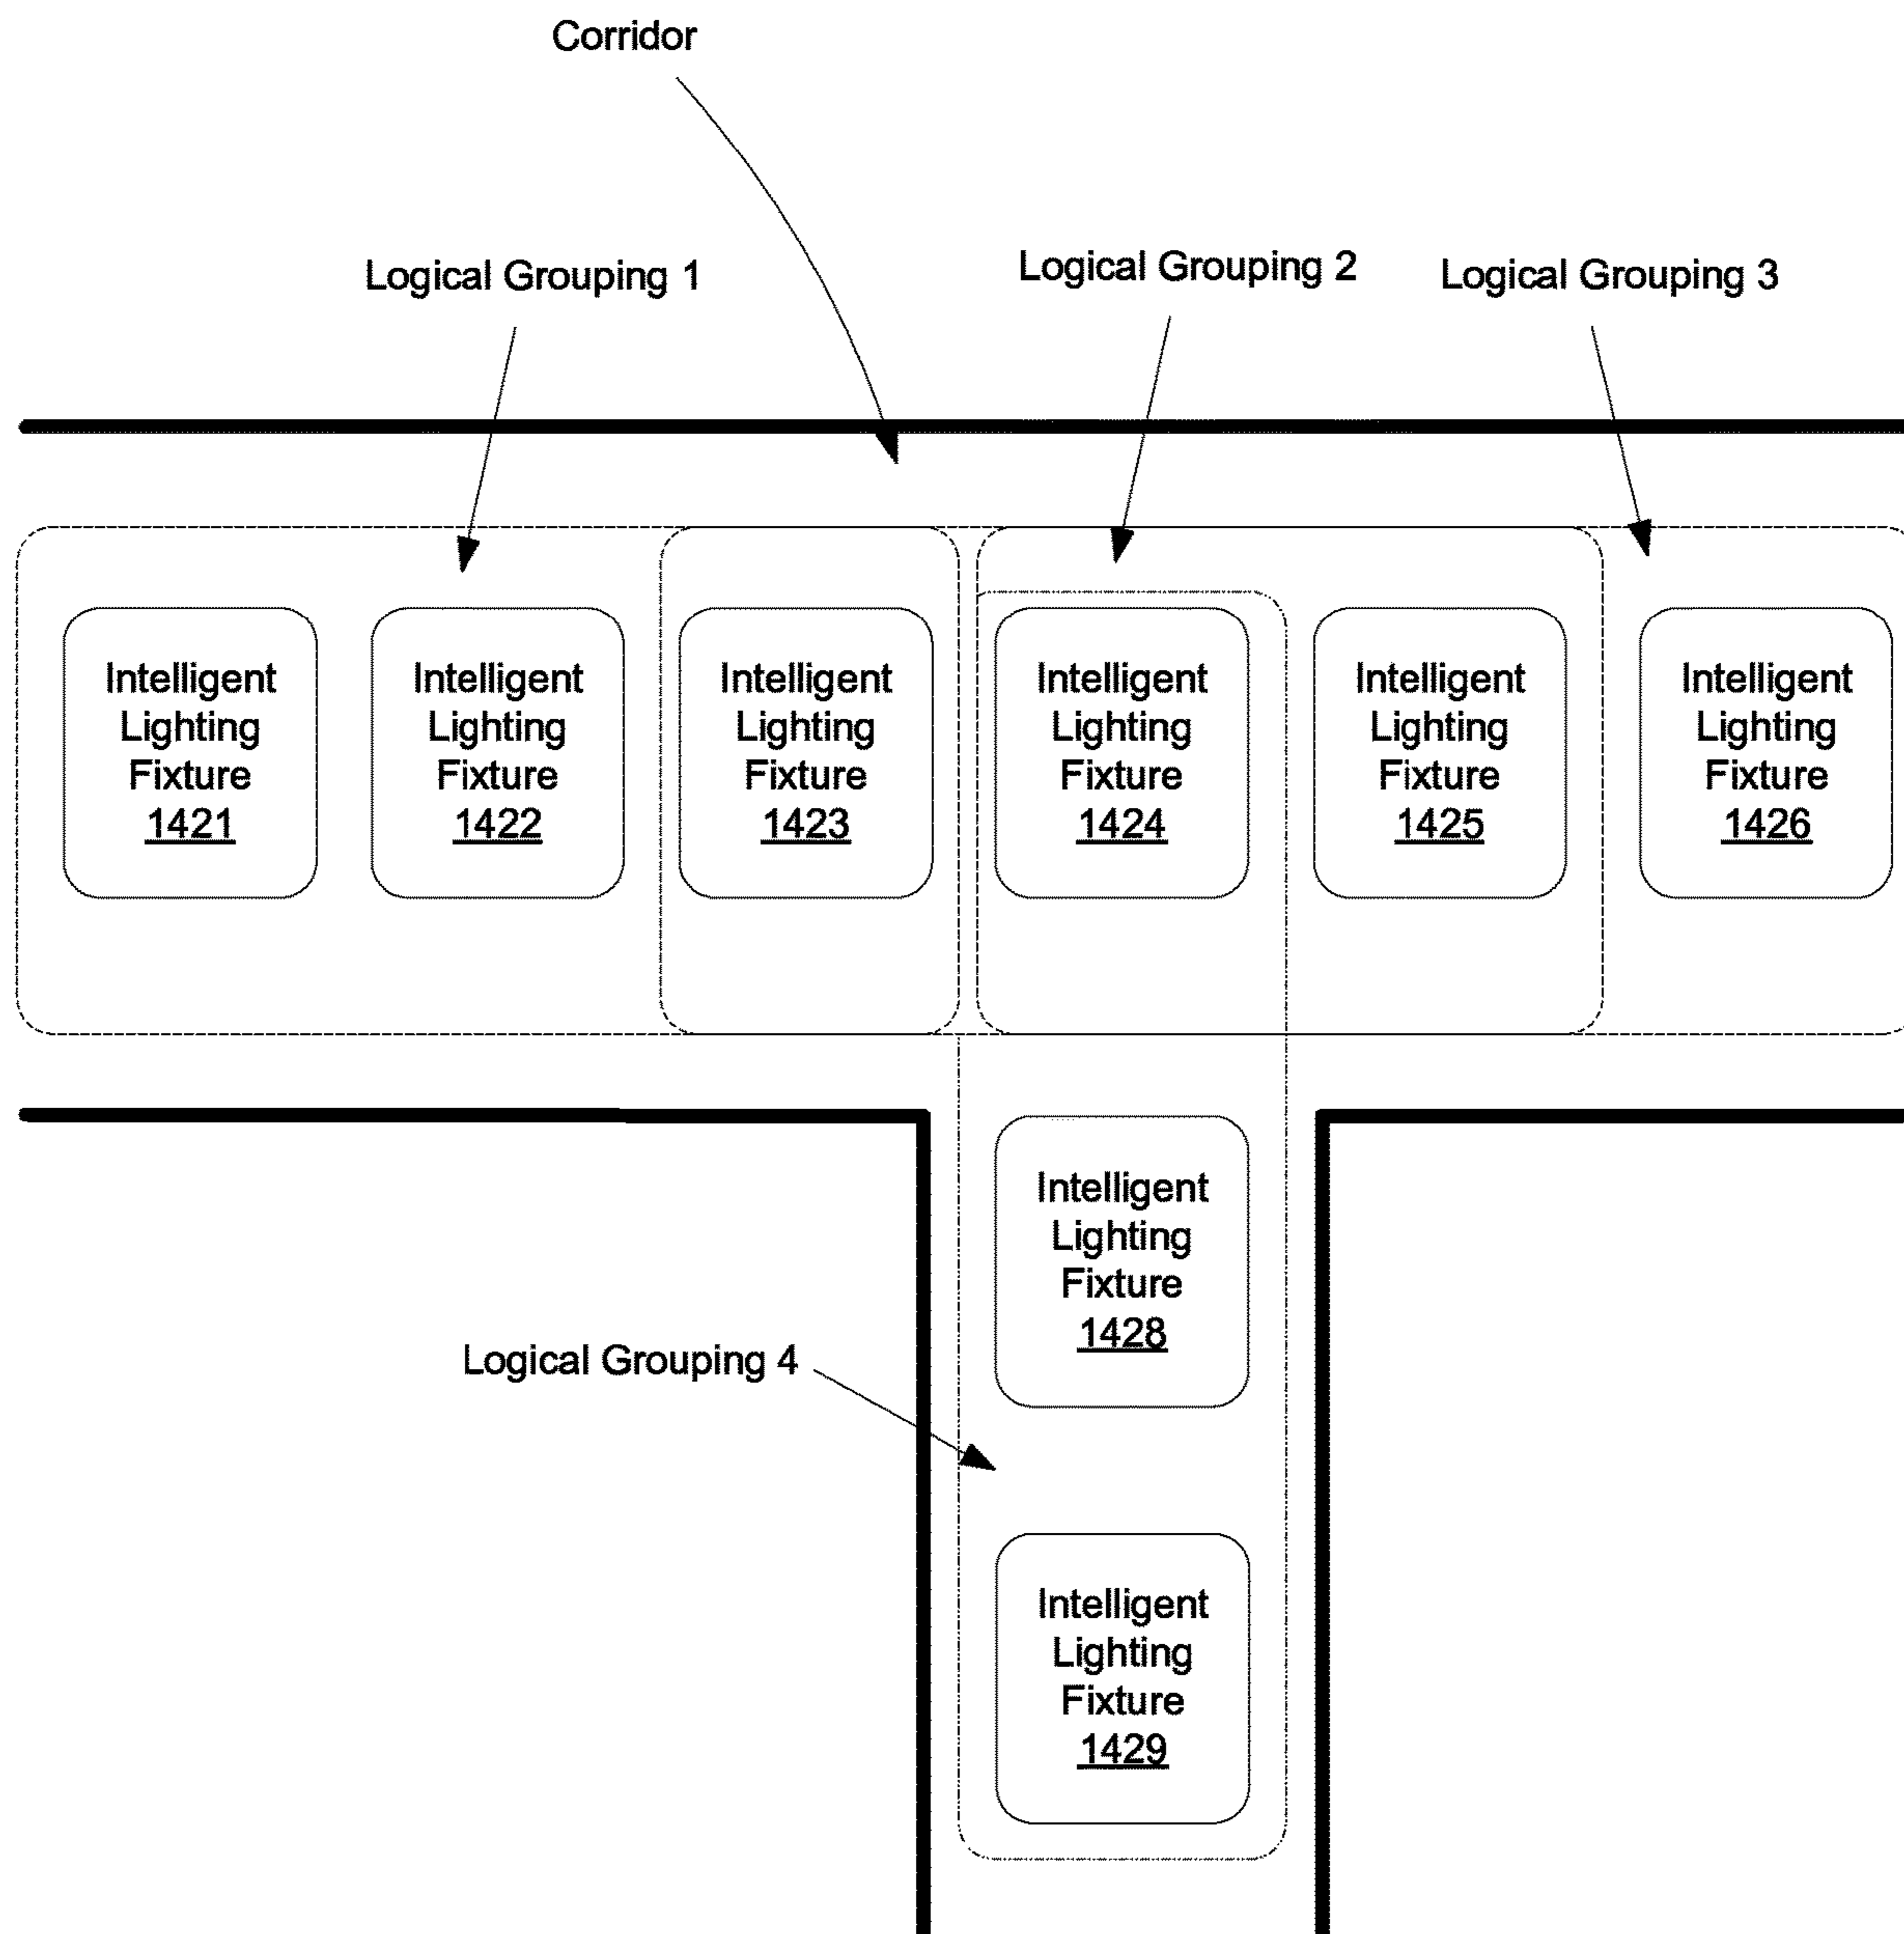 Corridor
Logical Grouping 1
Logical Grouping 2
Logical Grouping 3
Intelligent
Lighting
Fixture
1421
Intelligent
Lighting
Fixture
1422
Intelligent
Lighting
Fixture
1423
Intelligent
Lighting
Fixture
1424
Intelligent
Lighting
Fixture
1425
Intelligent
Lighting
Fixture
1426
Intelligent
Lighting
Fixture
1428
Logical Grouping 4
Intelligent
Lighting
Fixture
1429